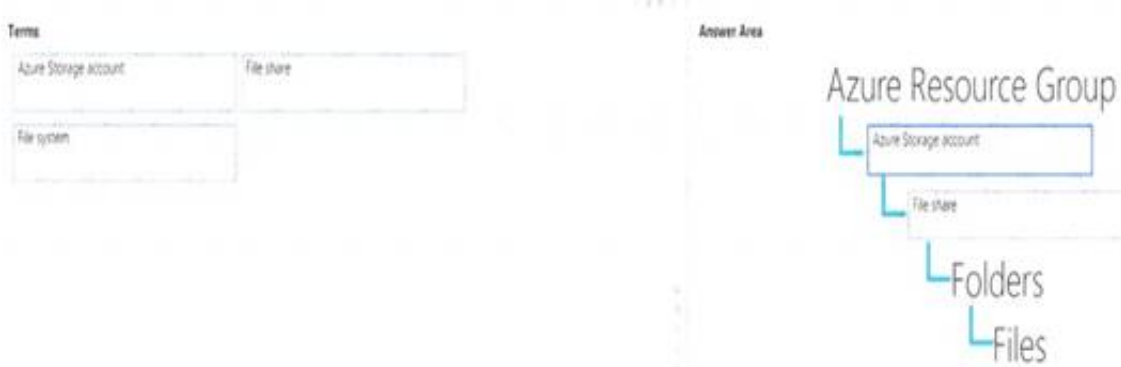 Terms
Azure Storage account
File share
File system
Answer Area
Azure Resource Group
Azure Storage account
File share
Folders
Files